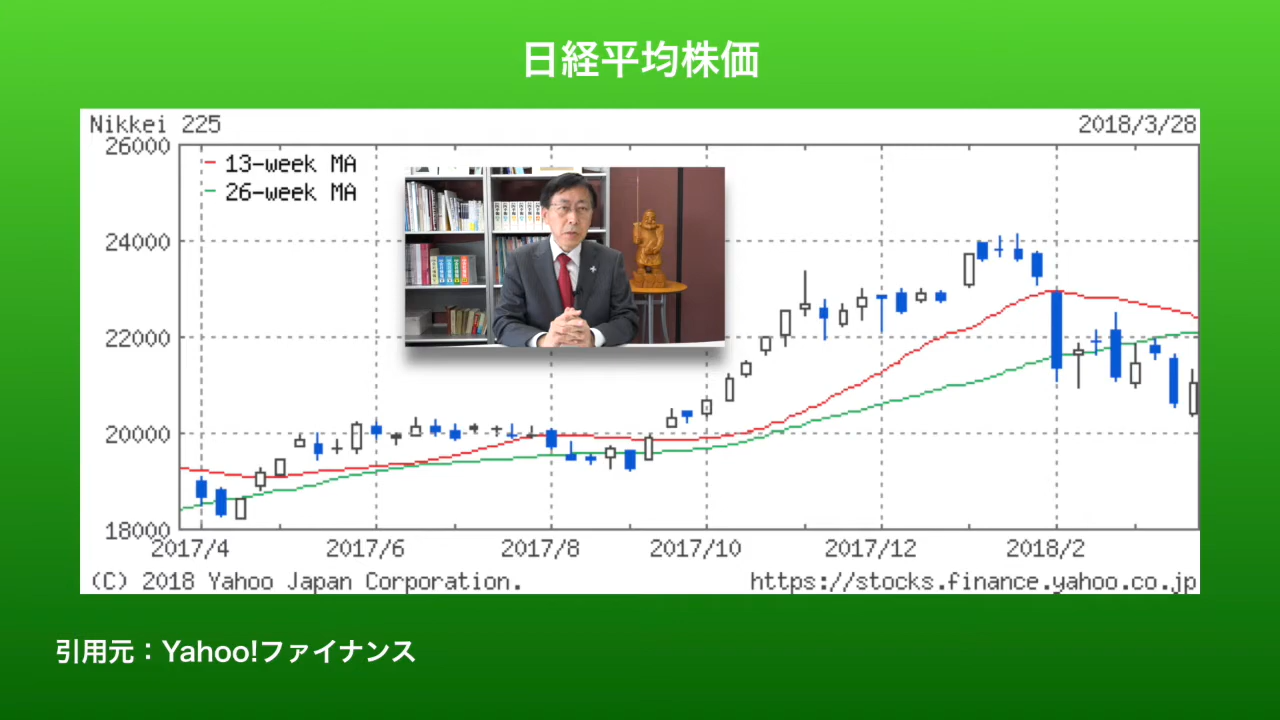 日経平均株価
Nikkei 225
2018/3/28
26000
13-week MA
26-week MA
24000
22000
20000
18000
2017/4
2017/6
2017/8
2017/10
2017/12
2018/2
(C) 2018 Yahoo Japan Corporation.
https://stocks.finance.yahoo.co.jp
引用元：Yahoo!ファイナンス